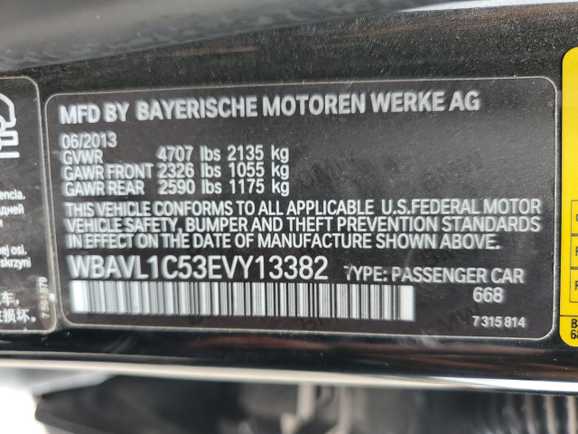 MFD BY BAYERISCHE MOTOREN WERKE AG
06/2013
GVWR 4707 lbs 2135 kg
GAWR FRONT 2326 lbs 1055 kg
GAWR REAR 2590 lbs 1175 kg
THIS VEHICLE CONFORMS TO ALL APPLICABLE U.S.FEDERAL MOTOR
VEHICLE SAFETY, BUMPER AND THEFT PREVENTION STANDARDS
IN EFFECT ON THE DATE OF MANUFACTURE SHOWN ABOVE.
WBAVL1C53EVY13382 TYPE: PASSENGER CAR
668
7 315 814